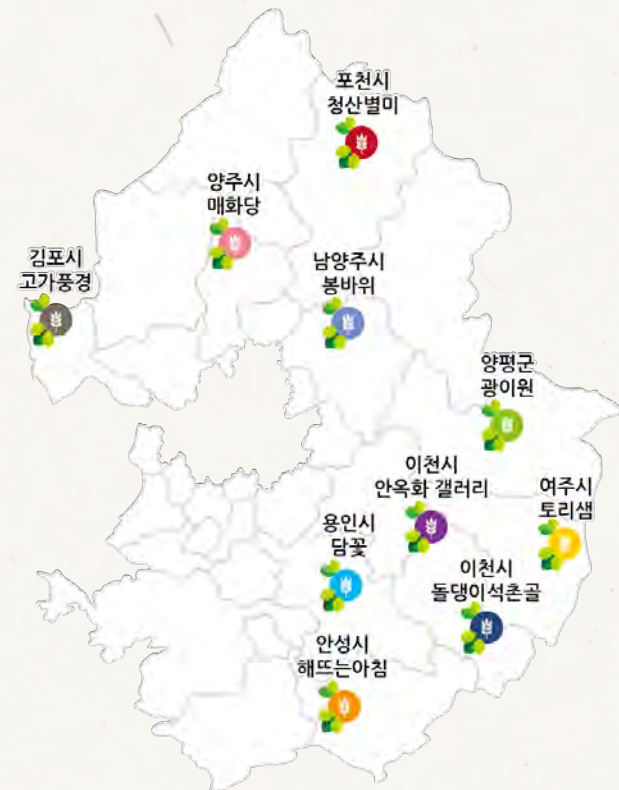 포천시
청산별미
양주시
매화당
김포시
고가풍경
남양주시
봉바위
양평군
광이원
이천시
안옥화 갤러리
여주시
토리샘
용인시
담꽃
이천시
돌댕이석촌골
안성시
해뜨는아침